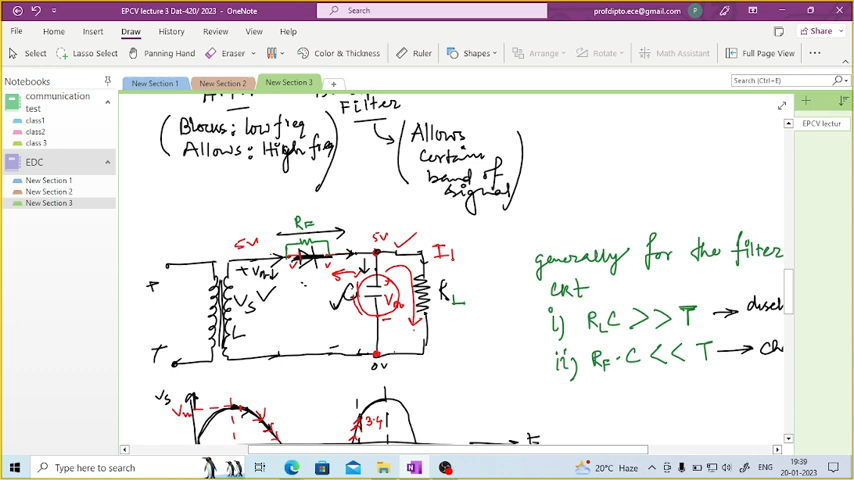 EPCV lecture 3 Dat-420/ 2023 - OneNote
Search
profdipto.ece@gmail.com
P
File
Home
Insert
Draw
History
Review
View
Help
Share
Select
Lasso Select
Panning Hand
Eraser
Color & Thickness
Ruler
Shapes
Arrange
Rotate
Math Assistant
Full Page View
Notebooks
New Section 1
New Section 2
New Section 3
Search (Ctrl+E)
communication
test
class1
class2
class 3
EDC
New Section 1
New Section 2
New Section 3
EPCV lectur
Filter
Blocks: low freq
Allows: High freq
Allows
certain
band of
signal
RF
5V
5V
I1
+ Vm
VS
C
RL
0V
generally for the filter
CRT
i) RLC >> T
ii) RF.C << T
VS
Vm
3.4
t
Type here to search
20°C Haze
ENG
19:39
20-01-2023